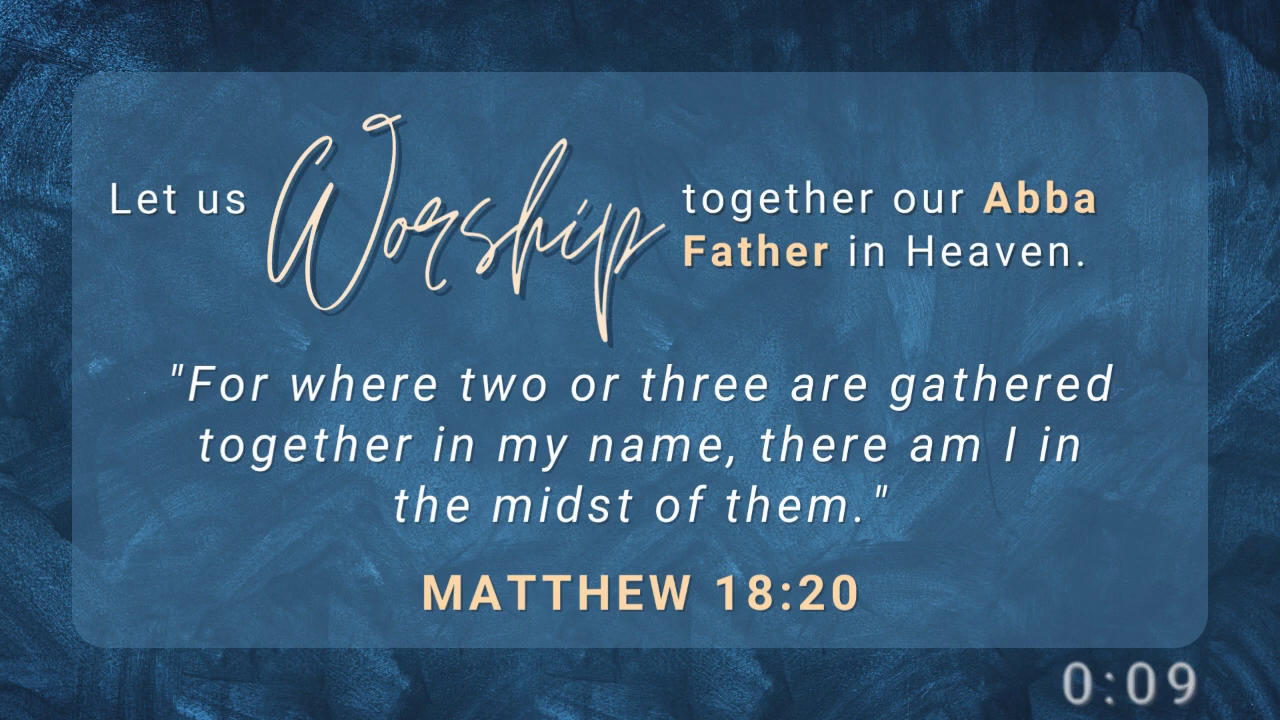 Let us Worship together our Abba
Father in Heaven.
"For where two or three are gathered
together in my name, there am I in
the midst of them."
MATTHEW 18:20
0:09